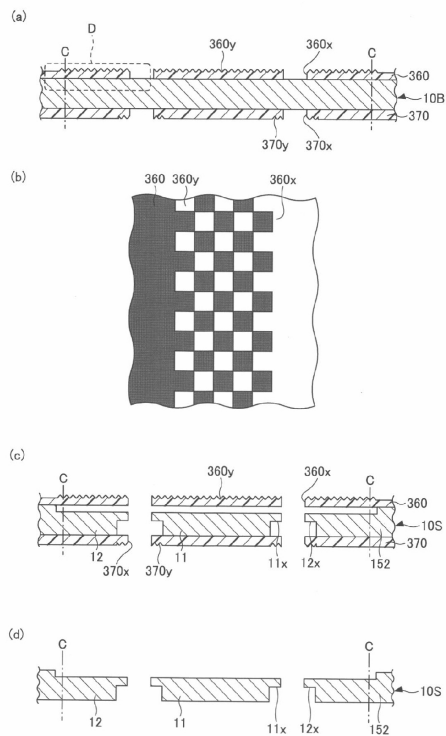 (a)
C D 360y 360x C
360
10B
370
370y 370x
(b)
360 360y 360x
(c)
C 360y 360x C
360
10S
370
12 11 11x 12x 152
370x 370y
(d)
C C
10S
12 11 11x 12x 152